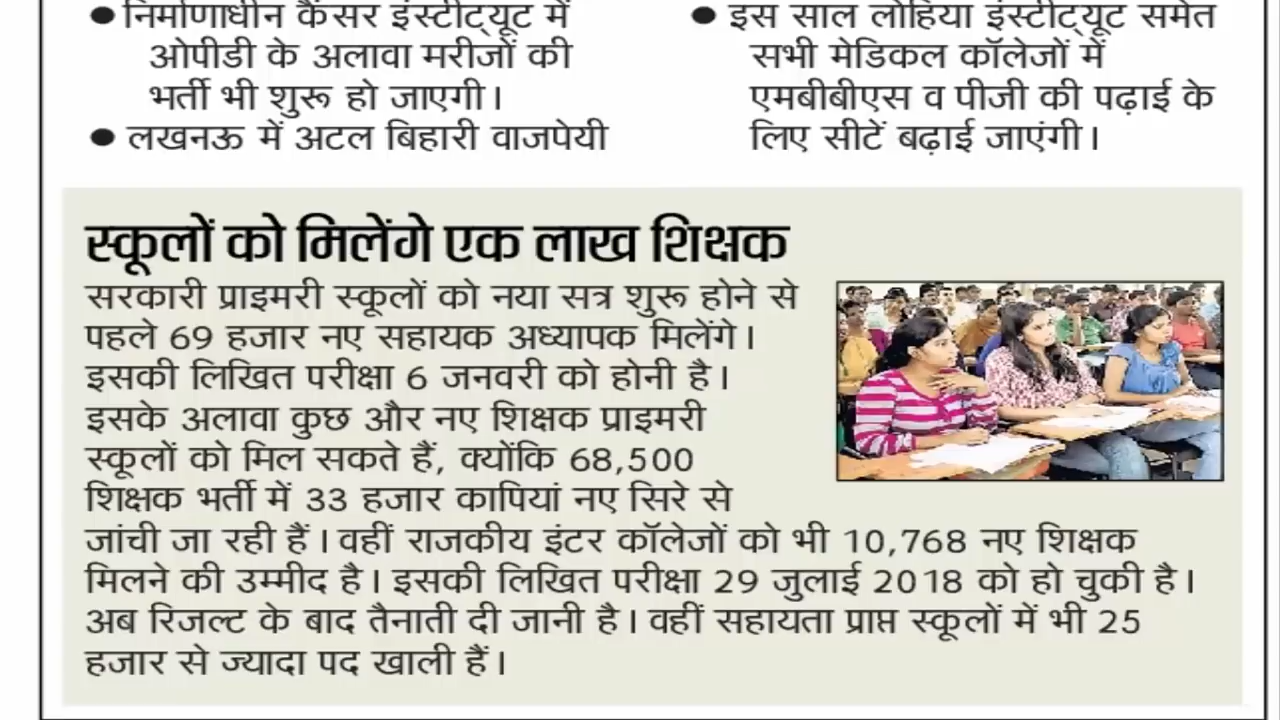 ● निर्माणाधीन कैंसर इंस्टीट्यूट में
ओपीडी के अलावा मरीजों की
भर्ती भी शुरू हो जाएगी।
● लखनऊ में अटल बिहारी वाजपेयी
● इस साल लोहिया इंस्टीट्यूट समेत
सभी मेडिकल कॉलेजों में
एमबीबीएस व पीजी की पढ़ाई के
लिए सीटें बढ़ाई जाएंगी।
स्कूलों को मिलेंगे एक लाख शिक्षक
सरकारी प्राइमरी स्कूलों को नया सत्र शुरू होने से
पहले 69 हजार नए सहायक अध्यापक मिलेंगे।
इसकी लिखित परीक्षा 6 जनवरी को होनी है।
इसके अलावा कुछ और नए शिक्षक प्राइमरी
स्कूलों को मिल सकते हैं, क्योंकि 68,500
शिक्षक भर्ती में 33 हजार कापियां नए सिरे से
जांची जा रही हैं। वहीं राजकीय इंटर कॉलेजों को भी 10,768 नए शिक्षक
मिलने की उम्मीद है। इसकी लिखित परीक्षा 29 जुलाई 2018 को हो चुकी है।
अब रिजल्ट के बाद तैनाती दी जानी है। वहीं सहायता प्राप्त स्कूलों में भी 25
हजार से ज्यादा पद खाली हैं।